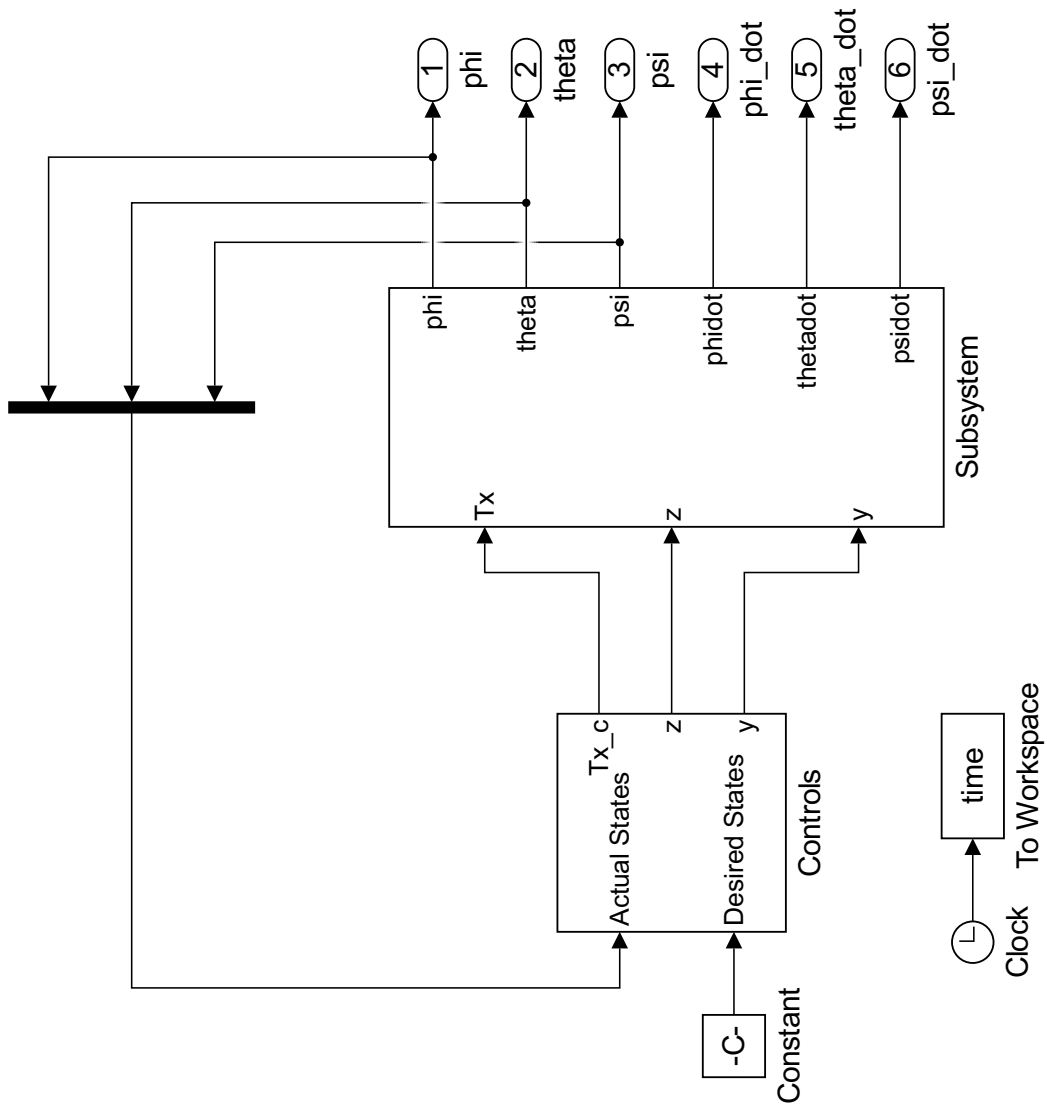 1
phi
2
theta
3
psi
4
phi_dot
5
theta_dot
6
psi_dot
Tx
z
y
phi
theta
psi
phidot
thetadot
psidot
Subsystem
Actual States
Desired States
Tx_c
z
y
Controls
-C-
Constant
Clock
time
To Workspace